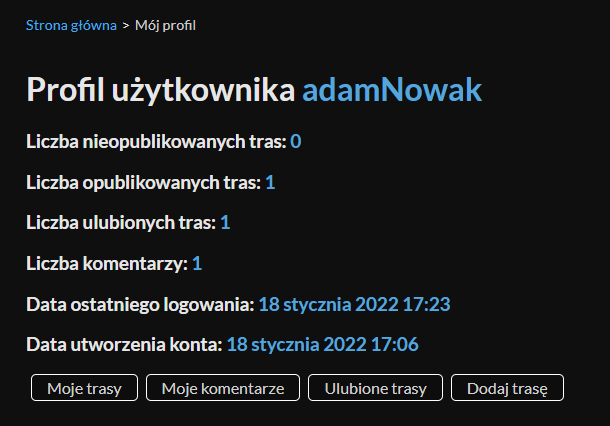 Strona główna > Mój profil
Profil użytkownika adamNowak
Liczba nieopublikowanych tras: 0
Liczba opublikowanych tras: 1
Liczba ulubionych tras: 1
Liczba komentarzy: 1
Data ostatniego logowania: 18 stycznia 2022 17:23
Data utworzenia konta: 18 stycznia 2022 17:06
Moje trasy Moje komentarze Ulubione trasy Dodaj trasę